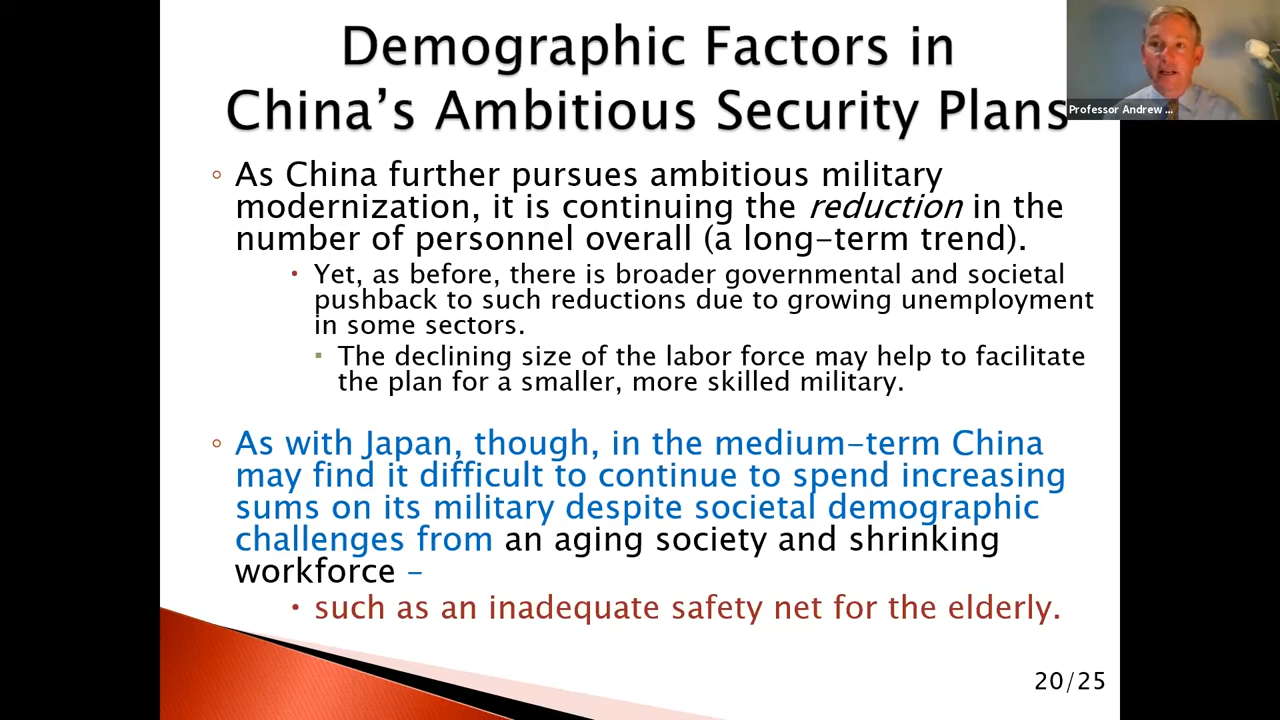 Demographic Factors in
China's Ambitious Security Plans
Professor Andrew ...
◦ As China further pursues ambitious military
modernization, it is continuing the reduction in the
number of personnel overall (a long-term trend).
• Yet, as before, there is broader governmental and societal
pushback to such reductions due to growing unemployment
in some sectors.
▪ The declining size of the labor force may help to facilitate
the plan for a smaller, more skilled military.
◦ As with Japan, though, in the medium-term China
may find it difficult to continue to spend increasing
sums on its military despite societal demographic
challenges from an aging society and shrinking
workforce –
• such as an inadequate safety net for the elderly.
20/25